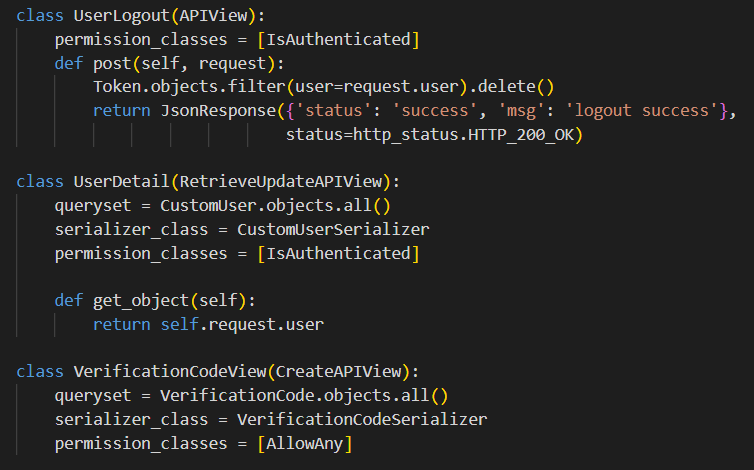 class UserLogout(APIView):
    permission_classes = [IsAuthenticated]
    def post(self, request):
        Token.objects.filter(user=request.user).delete()
        return JsonResponse({'status': 'success', 'msg': 'logout success'},
                            status=http_status.HTTP_200_OK)

class UserDetail(RetrieveUpdateAPIView):
    queryset = CustomUser.objects.all()
    serializer_class = CustomUserSerializer
    permission_classes = [IsAuthenticated]

    def get_object(self):
        return self.request.user

class VerificationCodeView(CreateAPIView):
    queryset = VerificationCode.objects.all()
    serializer_class = VerificationCodeSerializer
    permission_classes = [AllowAny]